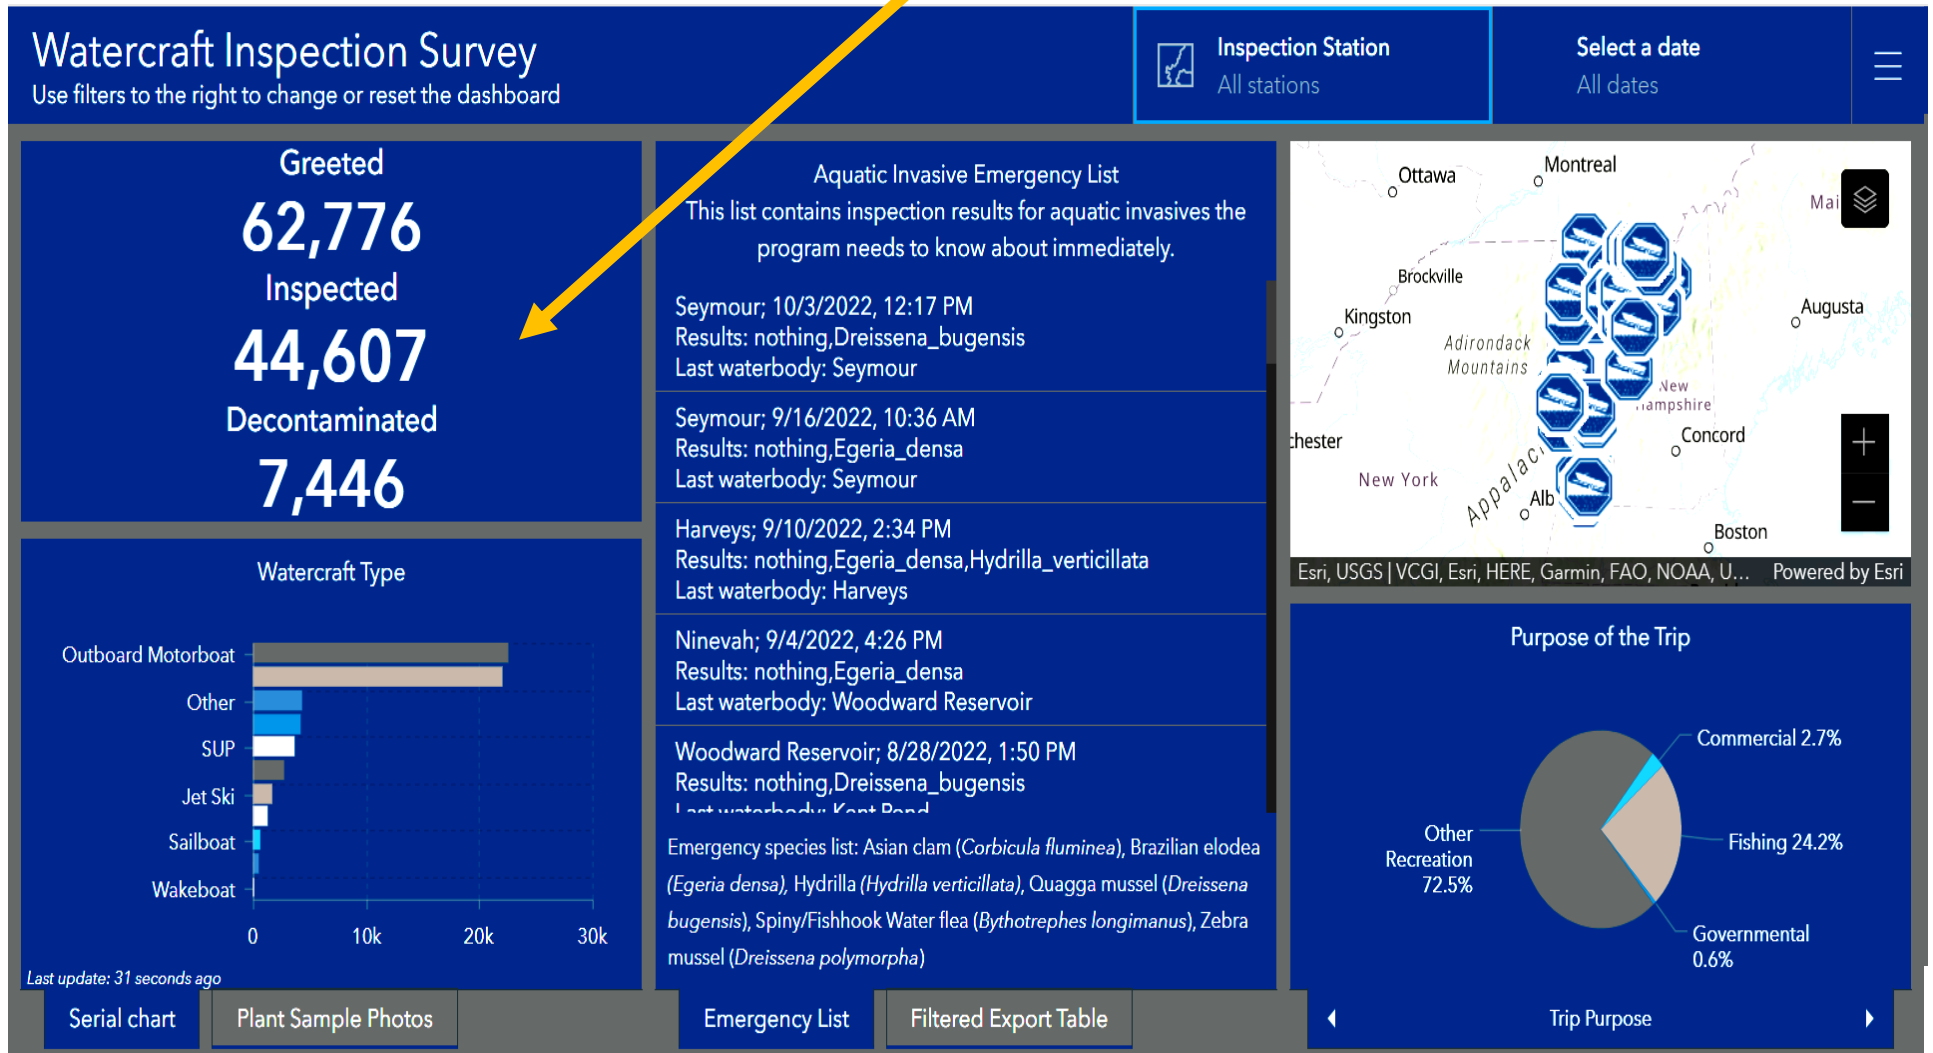 Watercraft Inspection Survey
Use filters to the right to change or reset the dashboard
Inspection Station
All stations
Select a date
All dates
Greeted
62,776
Inspected
44,607
Decontaminated
7,446
Watercraft Type
Outboard Motorboat
Other
SUP
Jet Ski
Sailboat
Wakeboat
0 10k 20k 30k
Last update: 31 seconds ago
Serial chart
Plant Sample Photos
Aquatic Invasive Emergency List
This list contains inspection results for aquatic invasives the
program needs to know about immediately.
Seymour; 10/3/2022, 12:17 PM
Results: nothing,Dreissena_bugensis
Last waterbody: Seymour
Seymour; 9/16/2022, 10:36 AM
Results: nothing,Egeria_densa
Last waterbody: Seymour
Harveys; 9/10/2022, 2:34 PM
Results: nothing,Egeria_densa,Hydrilla_verticillata
Last waterbody: Harveys
Ninevah; 9/4/2022, 4:26 PM
Results: nothing,Egeria_densa
Last waterbody: Woodward Reservoir
Woodward Reservoir; 8/28/2022, 1:50 PM
Results: nothing,Dreissena_bugensis
Last waterbody: Kent Pond
Emergency species list: Asian clam (Corbicula fluminea), Brazilian elodea
(Egeria densa), Hydrilla (Hydrilla verticillata), Quagga mussel (Dreissena
bugensis), Spiny/Fishhook Water flea (Bythotrephes longimanus), Zebra
mussel (Dreissena polymorpha)
Emergency List
Filtered Export Table
Ottawa
Montreal
Mai
Brockville
Kingston
Augusta
Adirondack
Mountains
New
Hampshire
Concord
chester
New York
Appalac
Alb
Boston
Esri, USGS | VCGI, Esri, HERE, Garmin, FAO, NOAA, U... Powered by Esri
Purpose of the Trip
Commercial 2.7%
Fishing 24.2%
Other
Recreation
72.5%
Governmental
0.6%
Trip Purpose